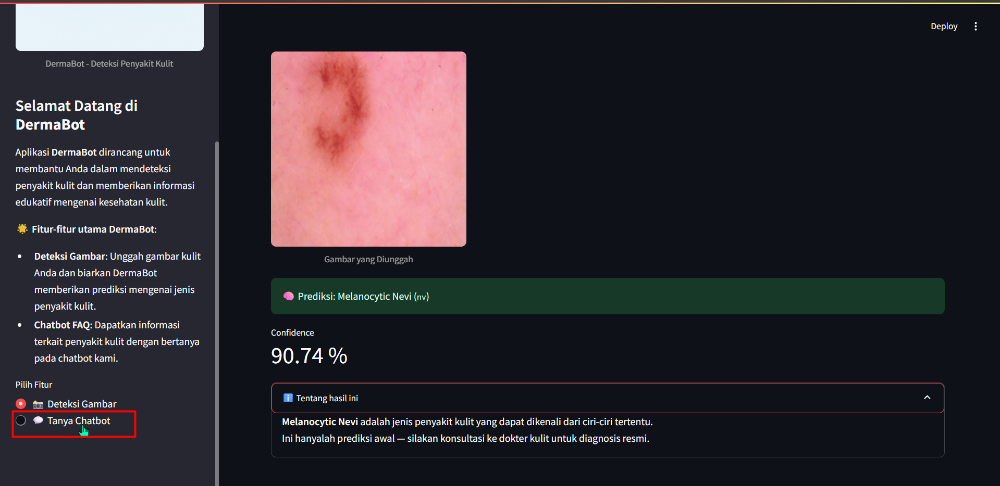 DermaBot - Deteksi Penyakit Kulit
Selamat Datang di
DermaBot
Aplikasi DermaBot dirancang untuk
membantu Anda dalam mendeteksi
penyakit kulit dan memberikan informasi
edukatif mengenai kesehatan kulit.
🌟 Fitur-fitur utama DermaBot:
• Deteksi Gambar: Unggah gambar kulit
Anda dan biarkan DermaBot
memberikan prediksi mengenai jenis
penyakit kulit.
• Chatbot FAQ: Dapatkan informasi
terkait penyakit kulit dengan bertanya
pada chatbot kami.
Pilih Fitur
📷 Deteksi Gambar
💬 Tanya Chatbot
Deploy
Gambar yang Diunggah
🧠 Prediksi: Melanocytic Nevi (nv)
Confidence
90.74 %
ℹ️ Tentang hasil ini
Melanocytic Nevi adalah jenis penyakit kulit yang dapat dikenali dari ciri-ciri tertentu.
Ini hanyalah prediksi awal — silakan konsultasi ke dokter kulit untuk diagnosis resmi.